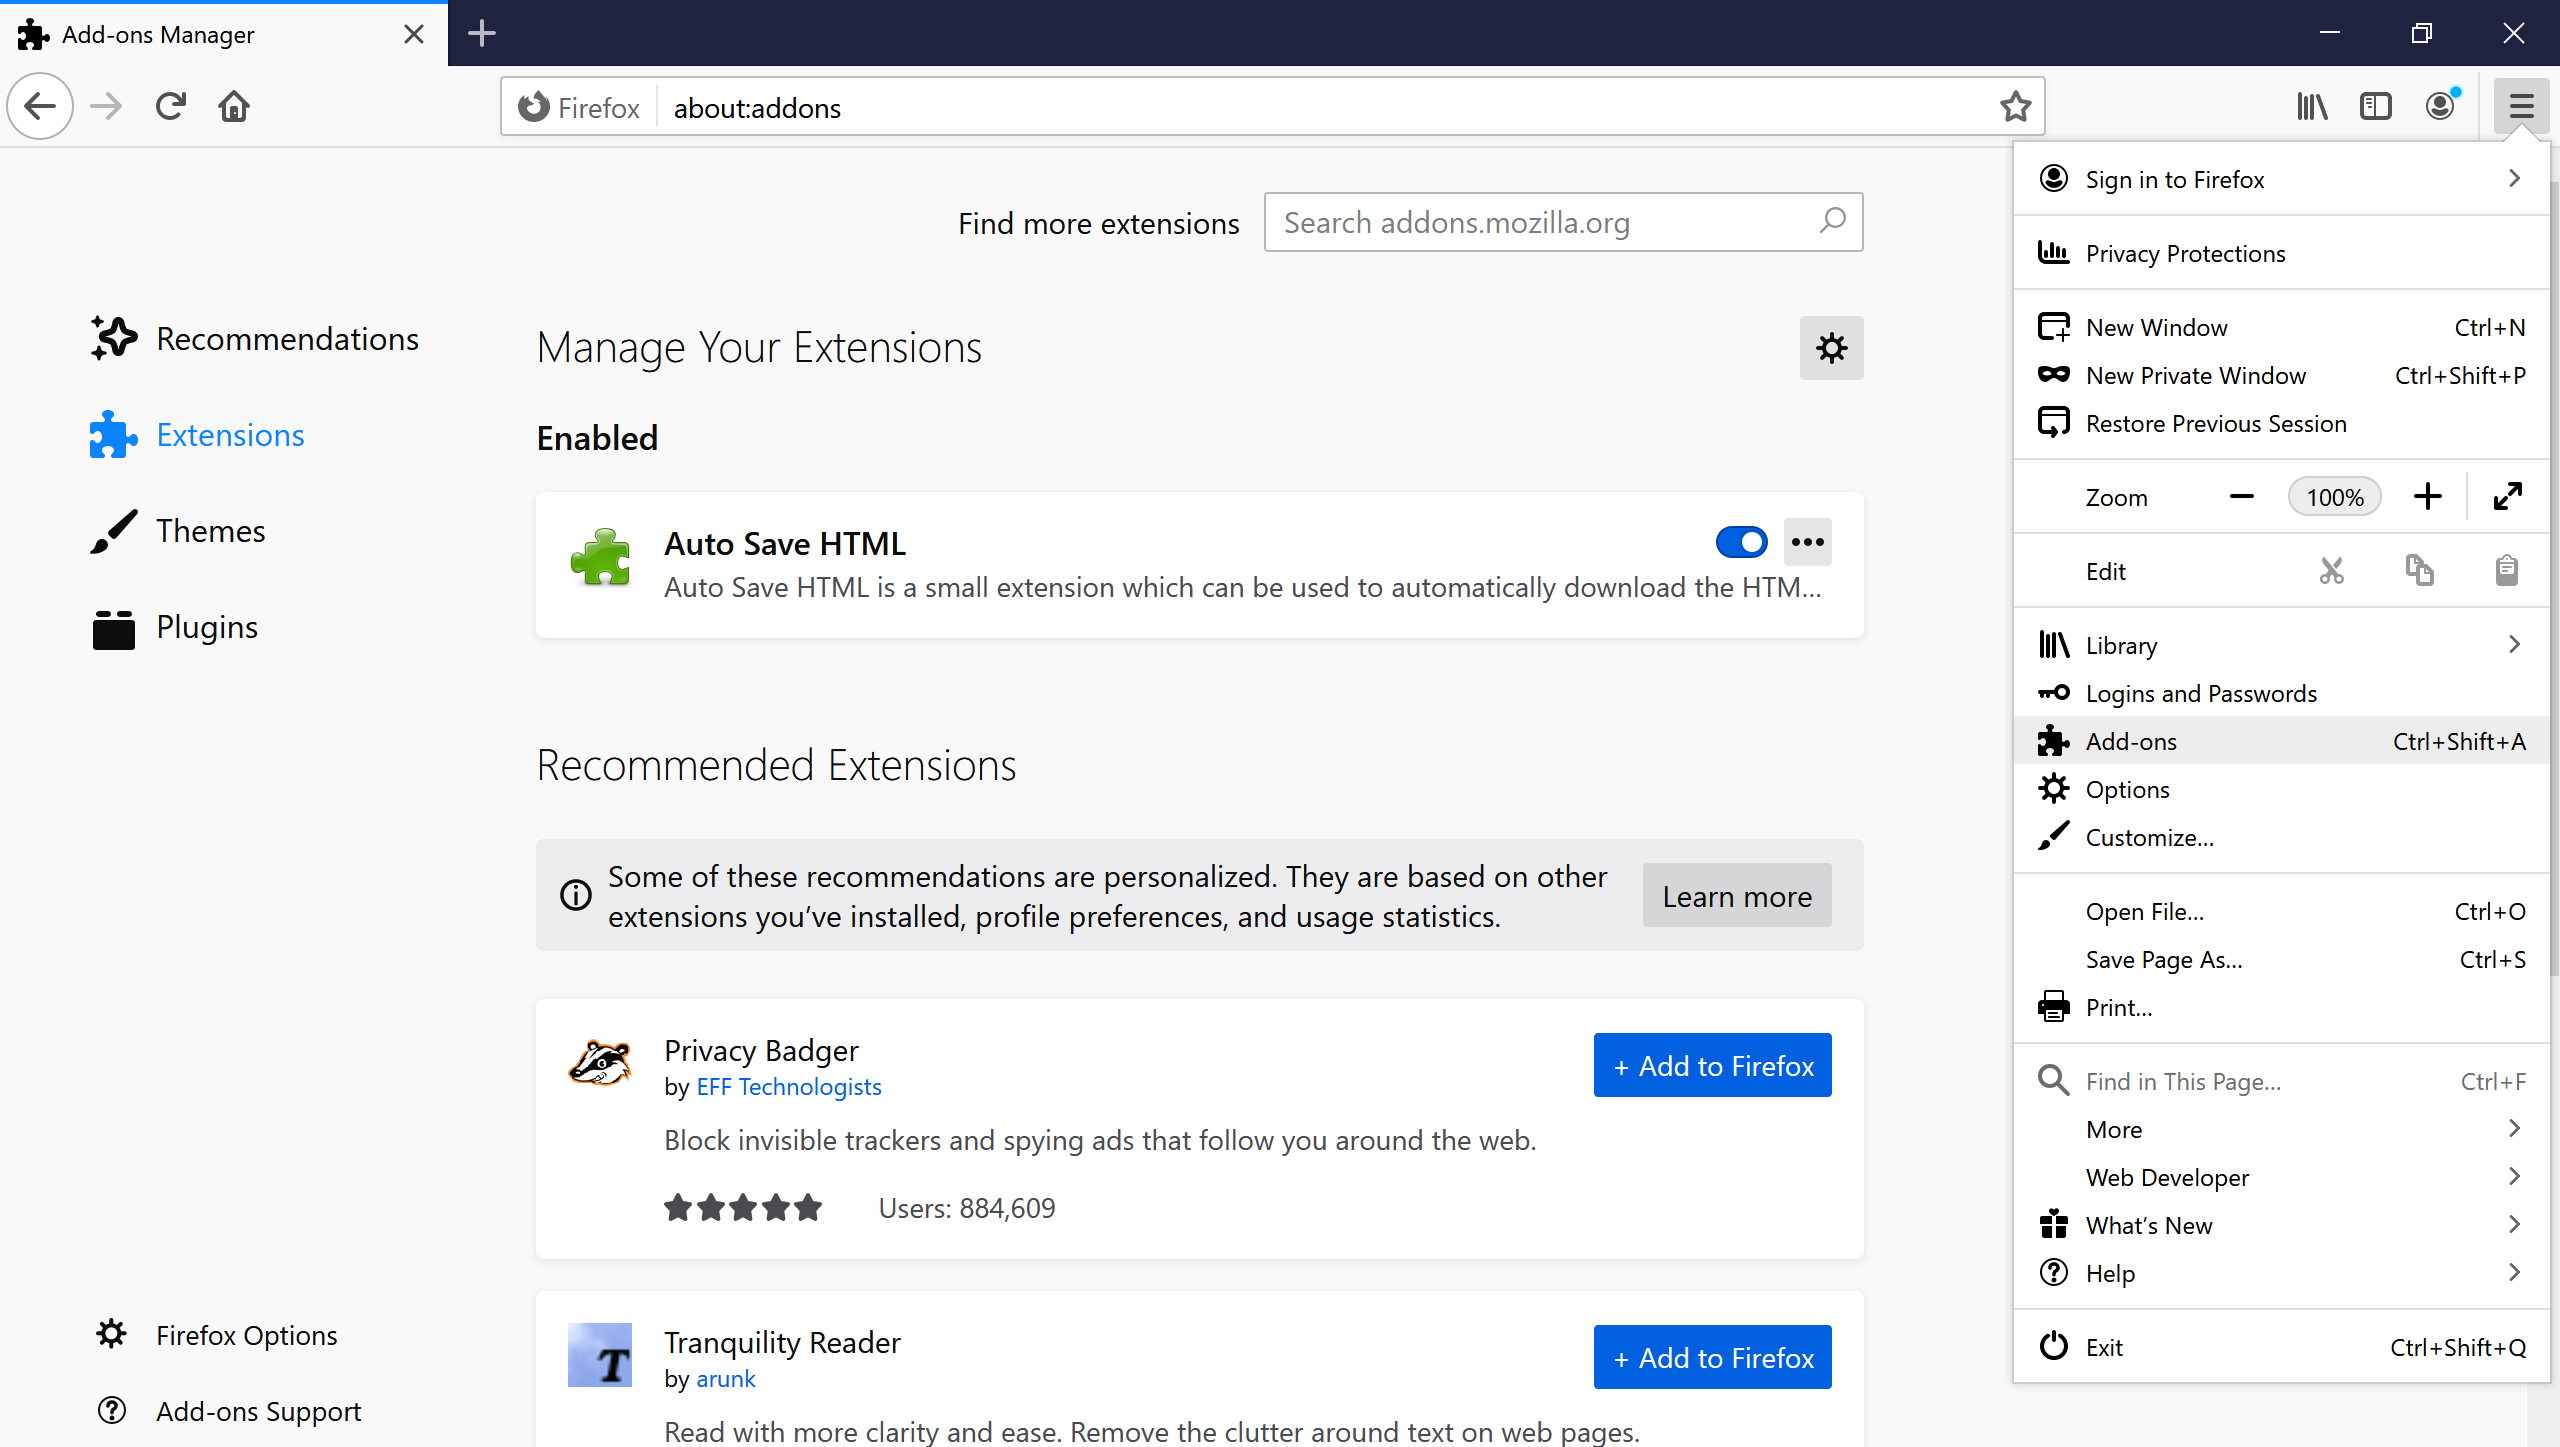 Add-ons Manager
Firefox about:addons
Find more extensions Search addons.mozilla.org
Recommendations
Extensions
Themes
Plugins
Firefox Options
Add-ons Support
Manage Your Extensions
Enabled
Auto Save HTML
Auto Save HTML is a small extension which can be used to automatically download the HTM...
Recommended Extensions
Some of these recommendations are personalized. They are based on other
extensions you’ve installed, profile preferences, and usage statistics.
Learn more
Privacy Badger
by EFF Technologists
+ Add to Firefox
Block invisible trackers and spying ads that follow you around the web.
Users: 884,609
Tranquility Reader
by arunk
+ Add to Firefox
Read with more clarity and ease. Remove the clutter around text on web pages.
T
Sign in to Firefox
Privacy Protections
New Window Ctrl+N
New Private Window Ctrl+Shift+P
Restore Previous Session
Zoom 100%
Edit
Library
Logins and Passwords
Add-ons Ctrl+Shift+A
Options
Customize...
Open File... Ctrl+O
Save Page As... Ctrl+S
Print...
Find in This Page... Ctrl+F
More
Web Developer
What’s New
Help
Exit Ctrl+Shift+Q